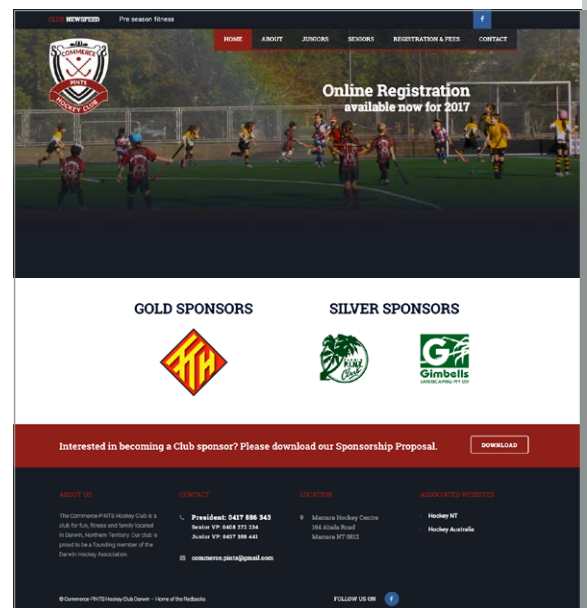 CLUB NEWSFEED Pre season fitness
HOME ABOUT JUNIORS SENIORS REGISTRATION & FEES CONTACT
COMMERCE
PINTS
HOCKEY CLUB
Online Registration
available now for 2017
GOLD SPONSORS SILVER SPONSORS
TTH
Club
G
Gimbells
LANDSCAPING PTY LTD
Interested in becoming a Club sponsor? Please download our Sponsorship Proposal. DOWNLOAD
ABOUT US
The Commerce-PINTS Hockey Club is a
club for fun, fitness and family located
in Darwin, Northern Territory. Our club is
proud to be a founding member of the
Darwin Hockey Association.
CONTACT
President: 0417 886 343
Senior VP: 0408 272 234
Junior VP: 0437 388 441
commerce.pints@gmail.com
LOCATION
Marrara Hockey Centre
164 Abala Road
Marrara NT 0812
ASSOCIATED WEBSITES
Hockey NT
Hockey Australia
© Commerce-PINTS Hockey Club Darwin – Home of the Redbacks FOLLOW US ON